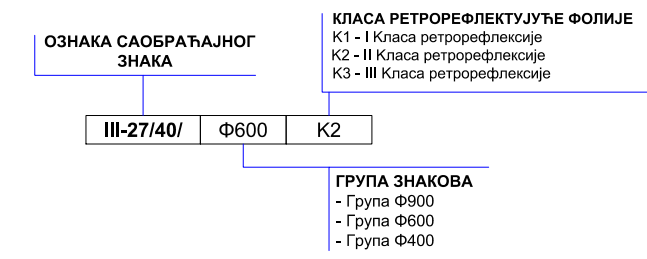 ОЗНАКА САОБРАЋАЈНОГ
ЗНАКА
КЛАСА РЕТРОРЕФЛЕКТУЈУЋЕ ФОЛИЈЕ
К1 - I Класа ретрорефлексије
К2 - II Класа ретрорефлексије
К3 - III Класа ретрорефлексије
III-27/40/ Ф600 К2
ГРУПА ЗНАКОВА
- Група Ф900
- Група Ф600
- Група Ф400